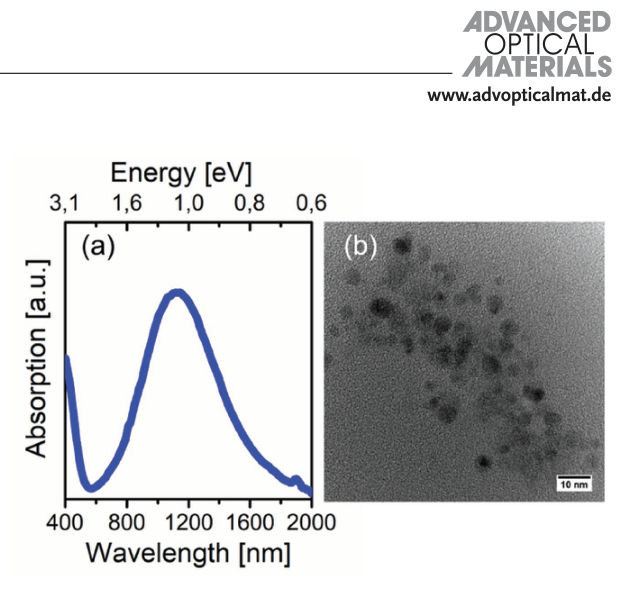 ADVANCED
OPTICAL
MATERIALS
www.advopticalmat.de
Energy [eV]
3,1 1,6 1,0 0,8 0,6
(a)
(b)
Absorption [a.u.]
10 nm
400 800 1200 1600 2000
Wavelength [nm]